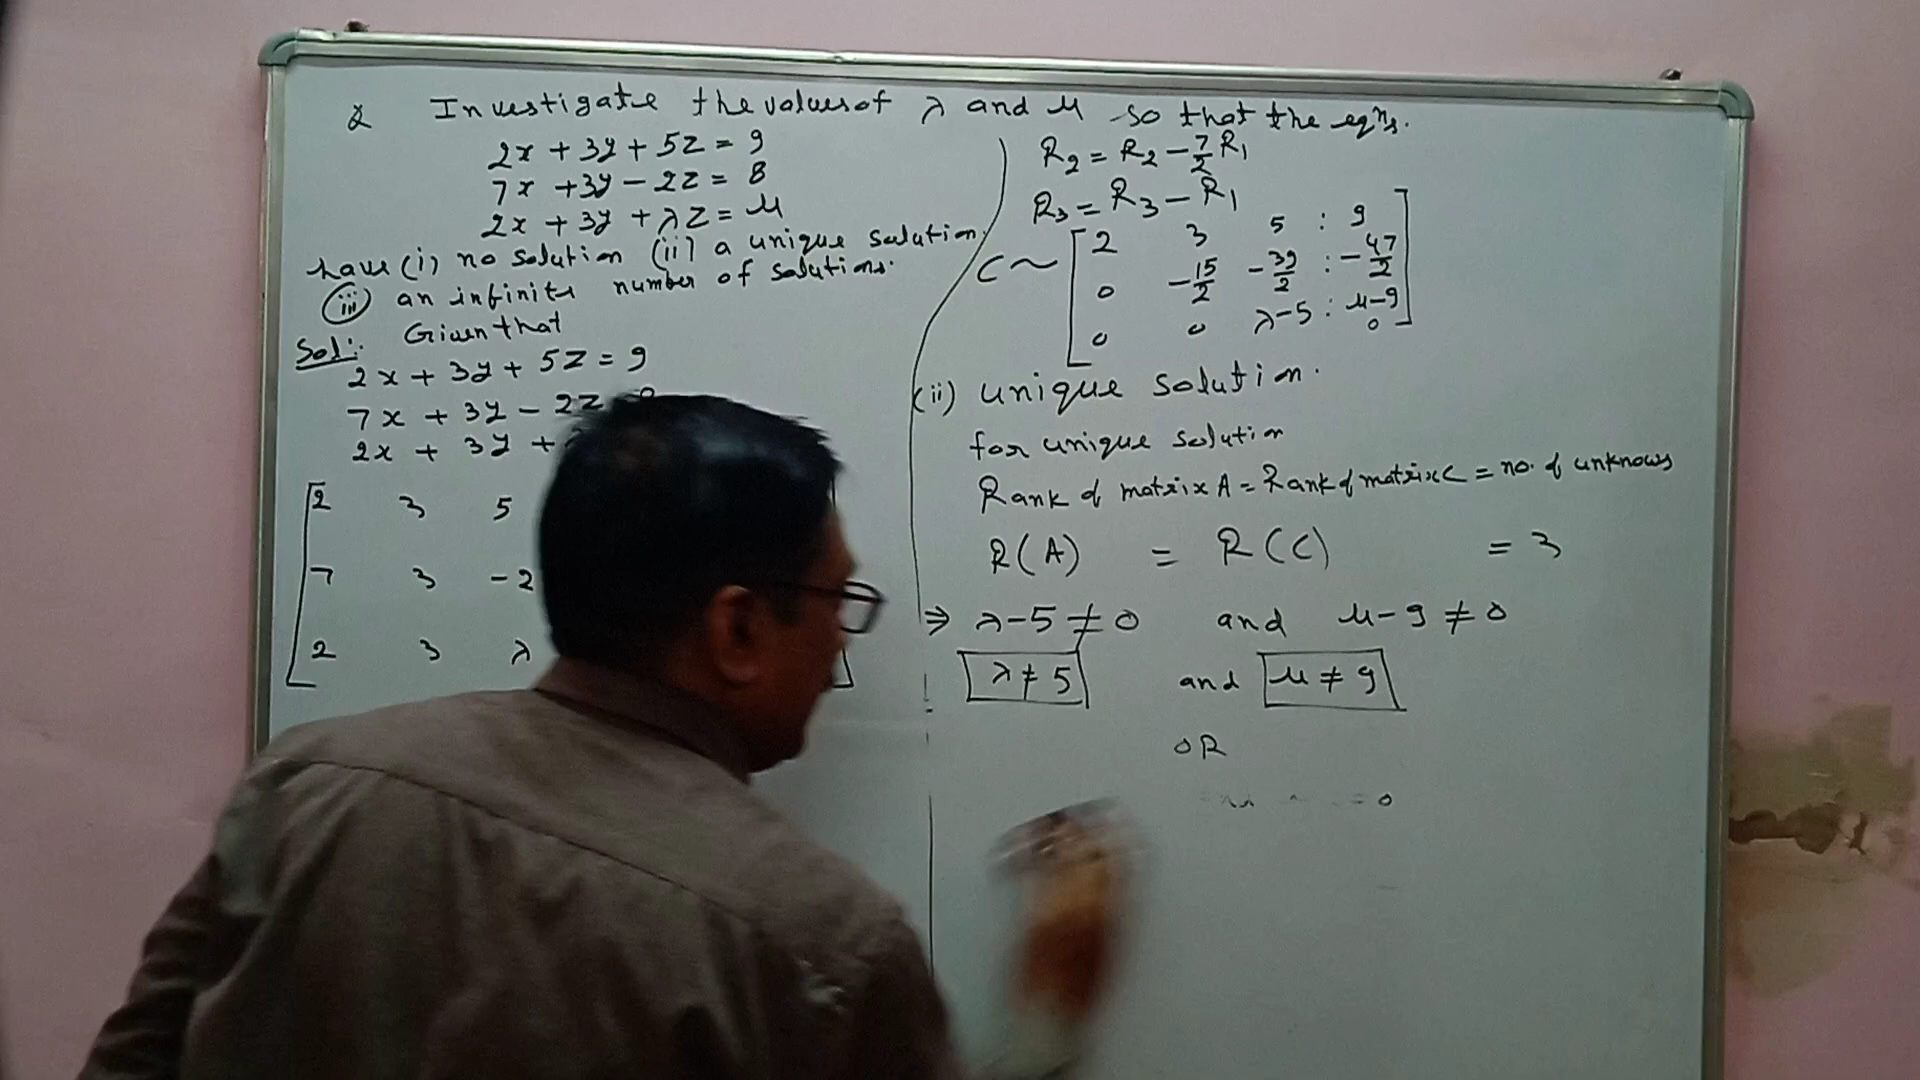 Q Investigate the values of λ and μ so that the eqns.
2x + 3y + 5z = 9
7x + 3y - 2z = 8
2x + 3y + λz = μ
have (i) no solution (ii) a unique solution.
(iii) an infinite number of solutions.
Sol: Given that
2x + 3y + 5z = 9
7x + 3y - 2z
2x + 3y +
2 3 5
7 3 -2
2 3 λ
R2 = R2 - 7/2 R1
R3 = R3 - R1
C ~ [ 2 3 5 : 9
0 -15/2 -39/2 : -47/2
0 0 λ-5 : μ-9 ]
0
(ii) unique solution.
for unique solution
Rank of matrix A = Rank of matrix C = no. of unknows
R(A) = R(C) = 3
⇒ λ-5 ≠ 0 and μ-9 ≠ 0
λ ≠ 5 and μ ≠ 9
OR
= 0